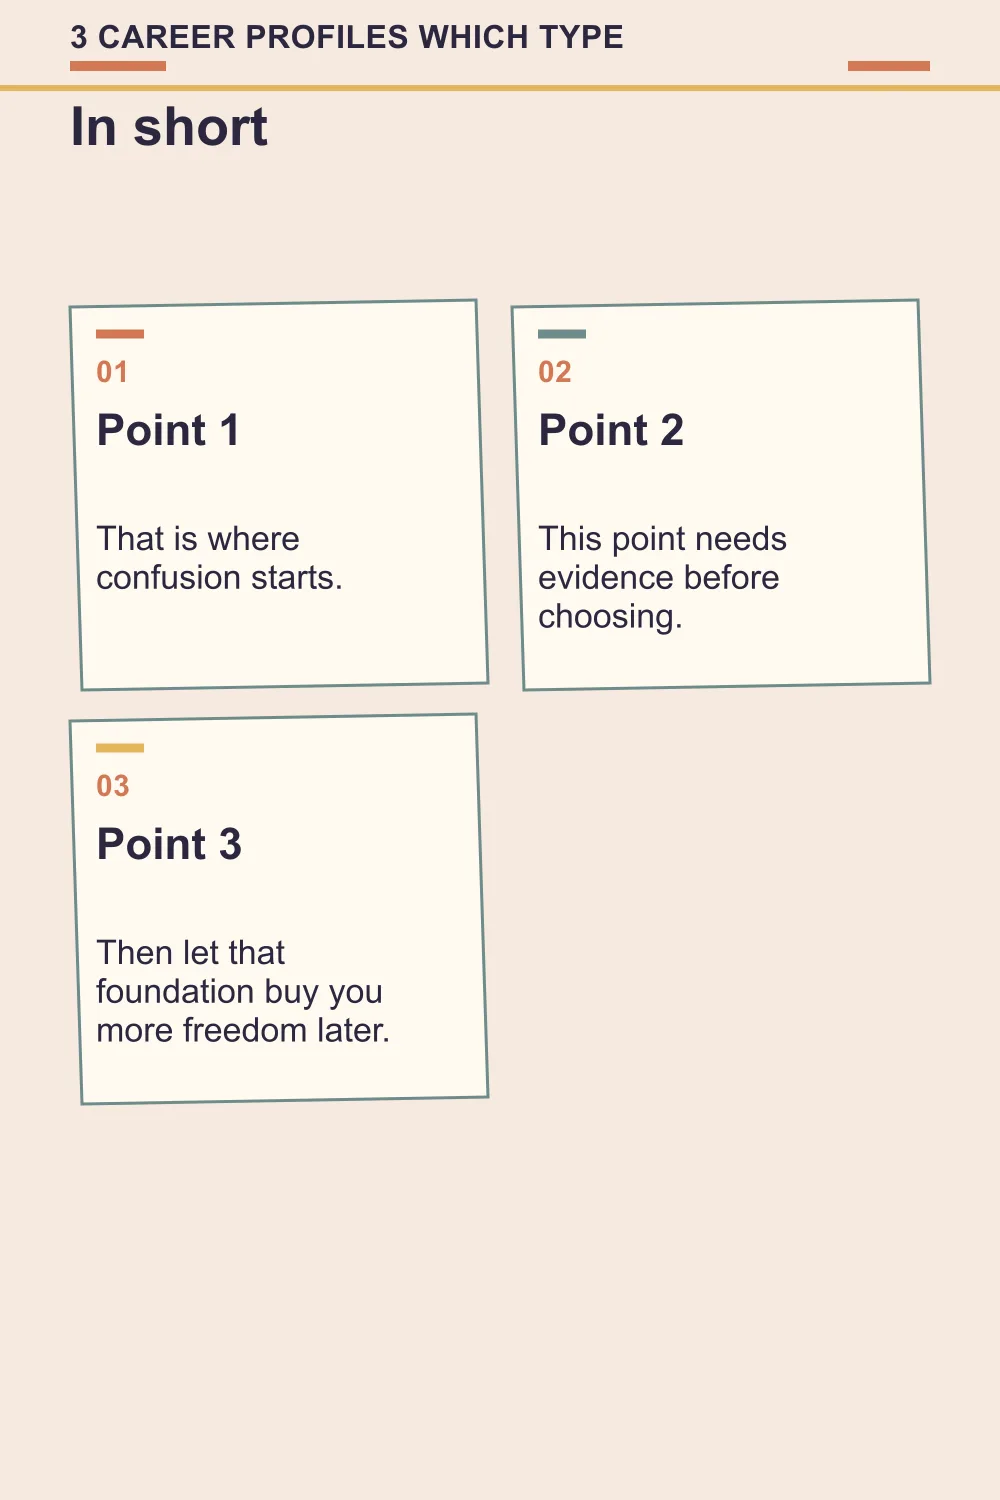 3 CAREER PROFILES WHICH TYPE
In short
01
Point 1
That is where
confusion starts.
02
Point 2
This point needs
evidence before
choosing.
03
Point 3
Then let that
foundation buy you
more freedom later.